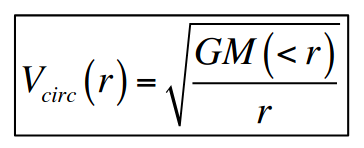 V_circ(r) = √(GM(<r)/r)